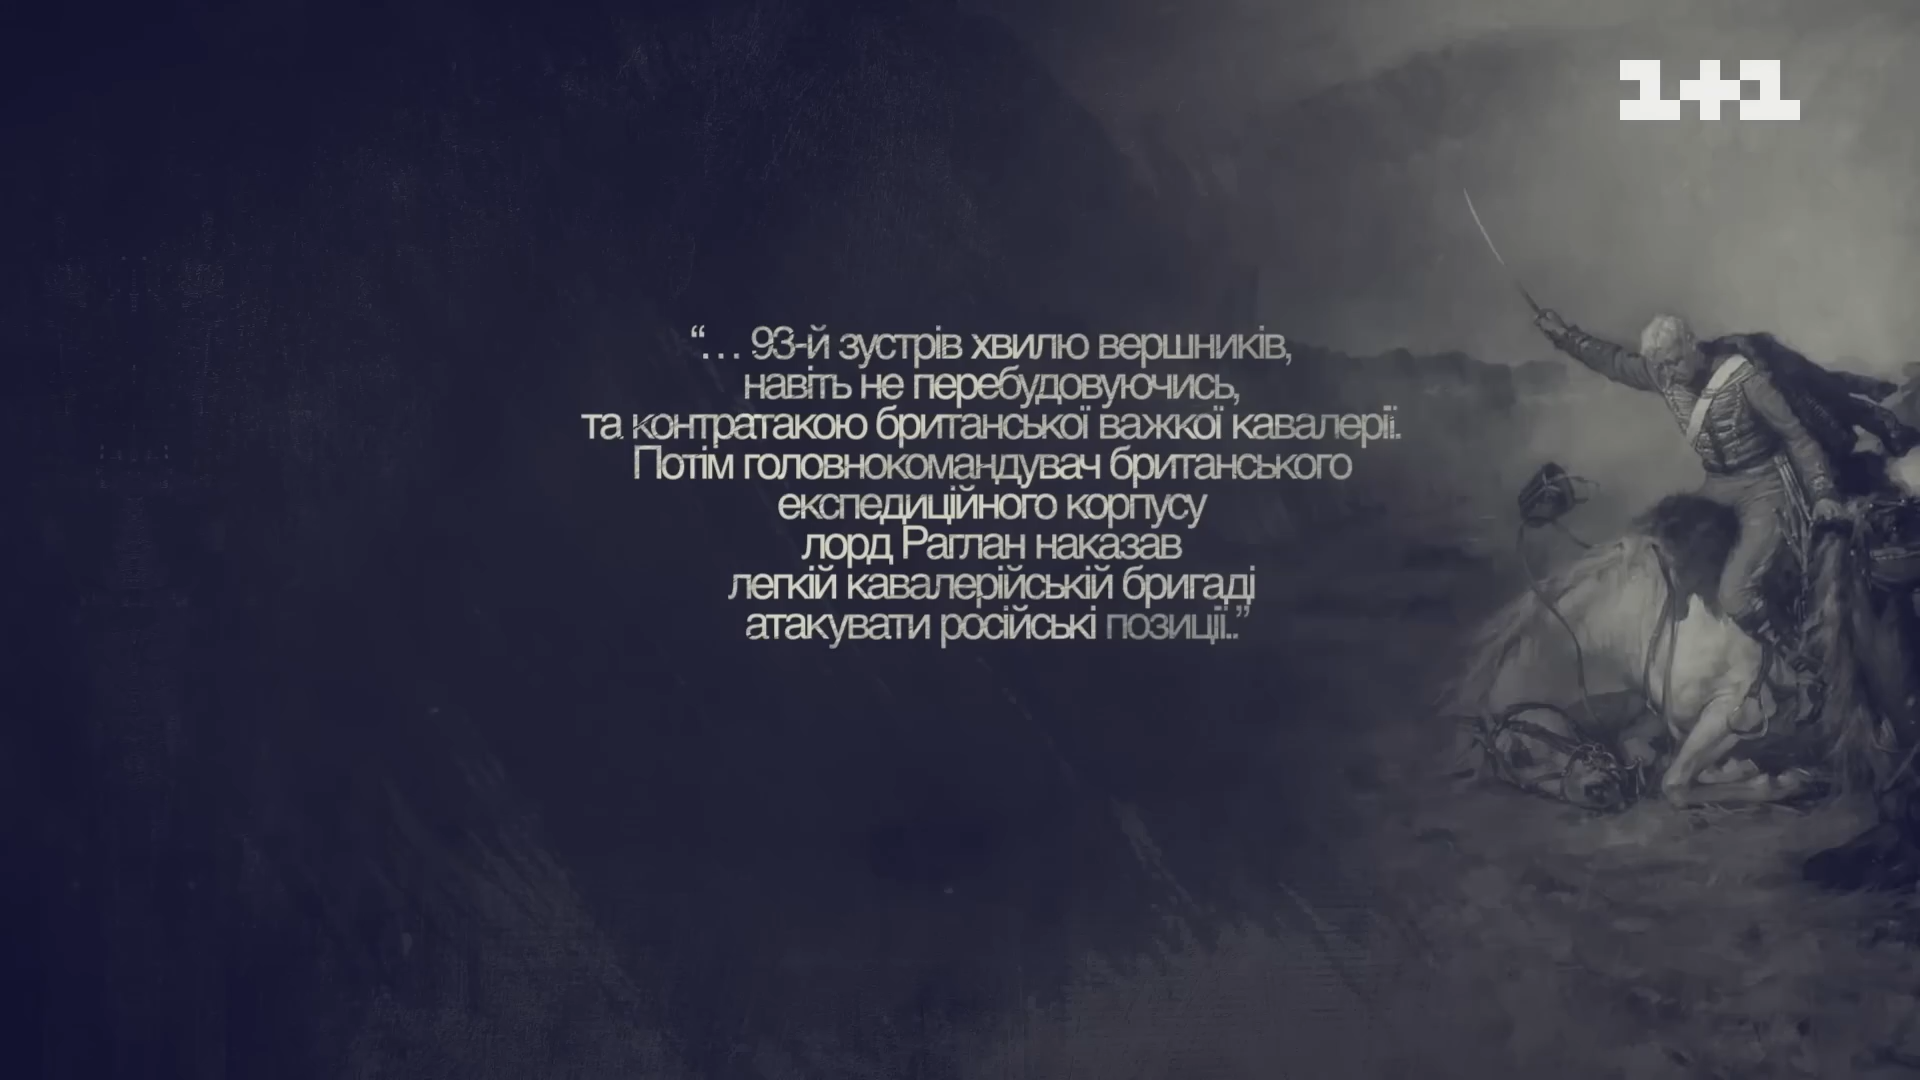 1+1
“… 93-й зустрів хвилю вершників,
навіть не перебудовуючись,
та контратакою британської важкої кавалерії.
Потім головнокомандувач британського
експедиційного корпусу
лорд Раглан наказав
легкій кавалерійській бригаді
атакувати російські позиції..”